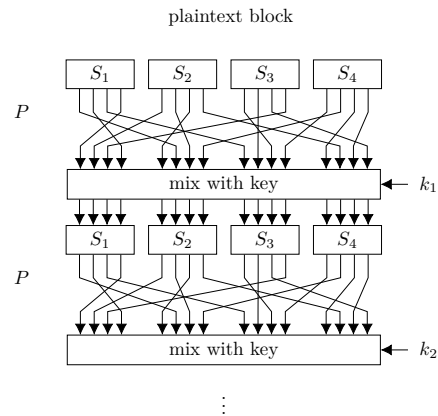 plaintext block
S₁ S₂ S₃ S₄
P
mix with key k₁
S₁ S₂ S₃ S₄
P
mix with key k₂
⋮